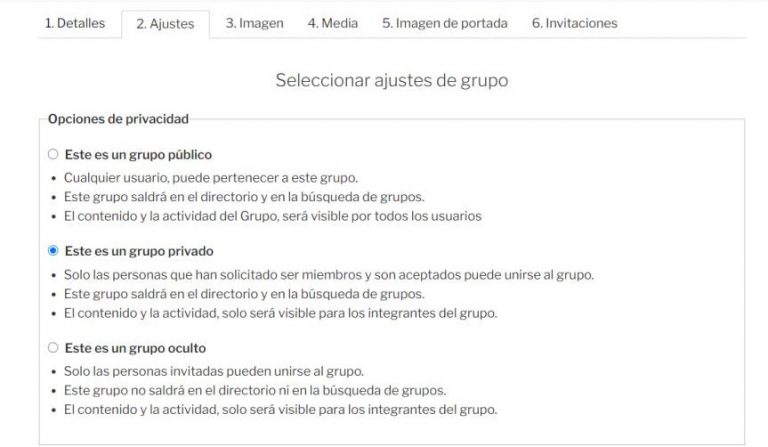 1. Detalles 2. Ajustes 3. Imagen 4. Media 5. Imagen de portada 6. Invitaciones
Seleccionar ajustes de grupo
Opciones de privacidad
Este es un grupo público
• Cualquier usuario, puede pertenecer a este grupo.
• Este grupo saldrá en el directorio y en la búsqueda de grupos.
• El contenido y la actividad del Grupo, será visible por todos los usuarios
Este es un grupo privado
• Solo las personas que han solicitado ser miembros y son aceptados puede unirse al grupo.
• Este grupo saldrá en el directorio y en la búsqueda de grupos.
• El contenido y la actividad, solo será visible para los integrantes del grupo.
Este es un grupo oculto
• Solo las personas invitadas pueden unirse al grupo.
• Este grupo no saldrá en el directorio ni en la búsqueda de grupos.
• El contenido y la actividad, solo será visible para los integrantes del grupo.